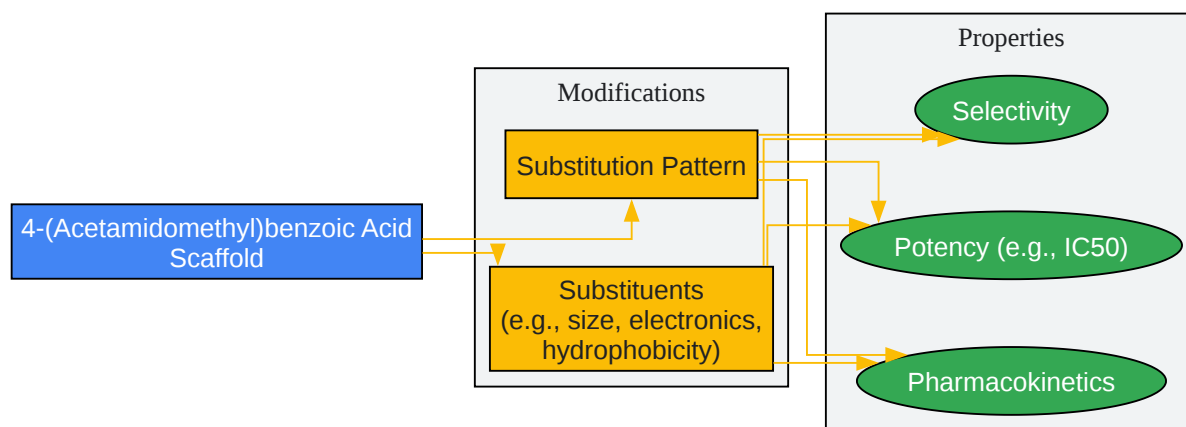 4-(Acetamidomethyl)benzoic Acid
Scaffold
Modifications
Substitution Pattern
Substituents
(e.g., size, electronics,
hydrophobicity)
Properties
Selectivity
Potency (e.g., IC50)
Pharmacokinetics